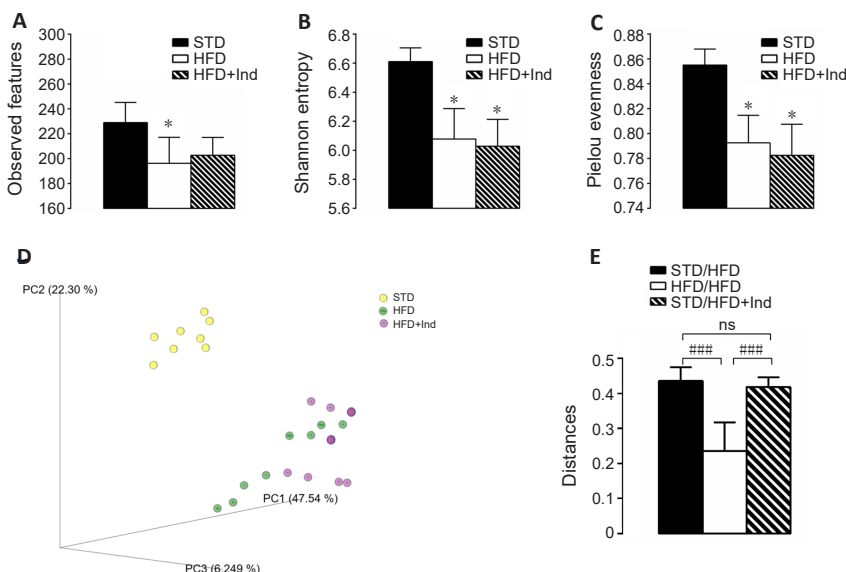 A
Observed features
300
280
260
240
220
200
180
160
STD
HFD
HFD+Ind
*
B
Shannon entropy
6.8
6.6
6.4
6.2
6.0
5.8
5.6
STD
HFD
HFD+Ind
*
*
C
Pielou evenness
0.88
0.86
0.84
0.82
0.80
0.78
0.76
0.74
STD
HFD
HFD+Ind
*
*
D
PC2 (22.30 %)
STD
HFD
HFD+Ind
PC1 (47.54 %)
PC3 (6.249 %)
E
STD/HFD
HFD/HFD
STD/HFD+Ind
ns
###
###
Distances
0.5
0.4
0.3
0.2
0.1
0